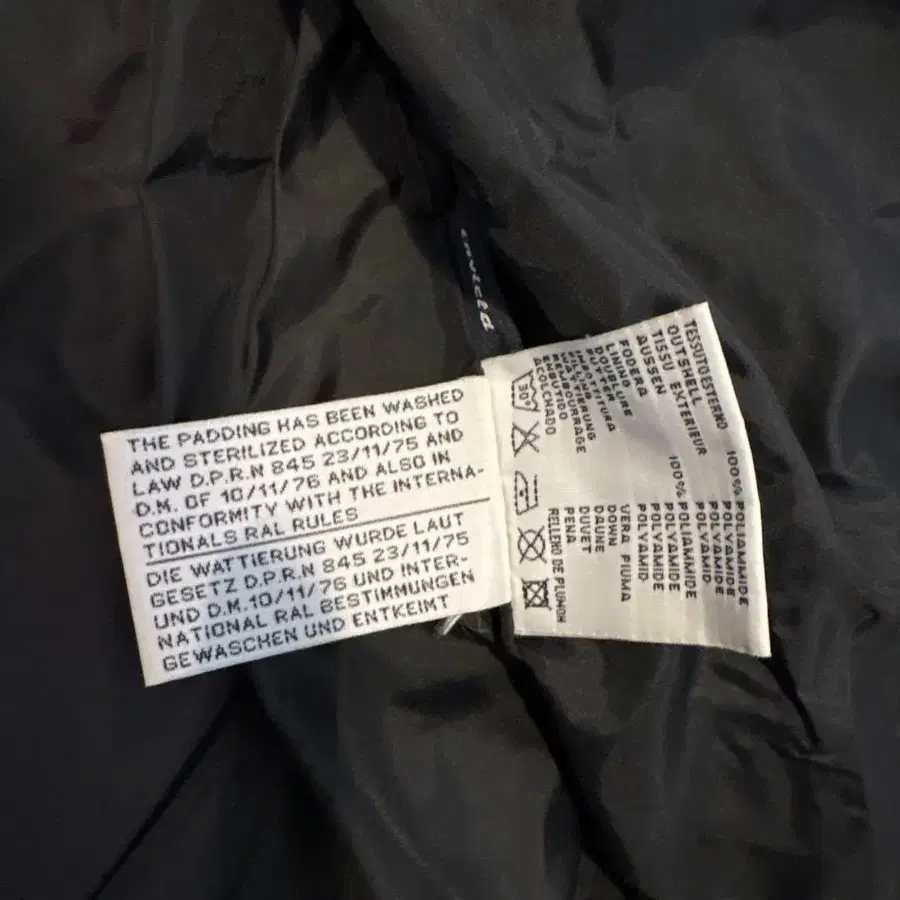 invicta
THE PADDING HAS BEEN WASHED
AND STERILIZED ACCORDING TO
LAW D.P.R.N 845 23/11/75 AND
D.M. OF 10/11/76 AND ALSO IN
CONFORMITY WITH THE INTERNA-
TIONALS RAL RULES
DIE WATTIERUNG WURDE LAUT
GESETZ D.P.R.N 845 23/11/75
UND D.M.10/11/76 UND INTER-
NATIONAL RAL BESTIMMUNGEN
GEWASCHEN UND ENTKEIMT
TESSUTO ESTERNO 100% POLIAMMIDE
OUTSHELL POLYAMIDE
TISSU EXTERIEUR POLYAMIDE
AUSSEN POLYAMID
FODERA 100% POLIAMMIDE
LINING POLYAMIDE
DOUBLURE POLYAMIDE
FUTTER POLYAMID
IMBOTTITURA VERA PIUMA
WATTIERUNG DOWN
REMBOURRAGE DAUNE
EMBUTIDO DUVET
ACOLCHADO PENA
RELLENO DE PLUMON
30